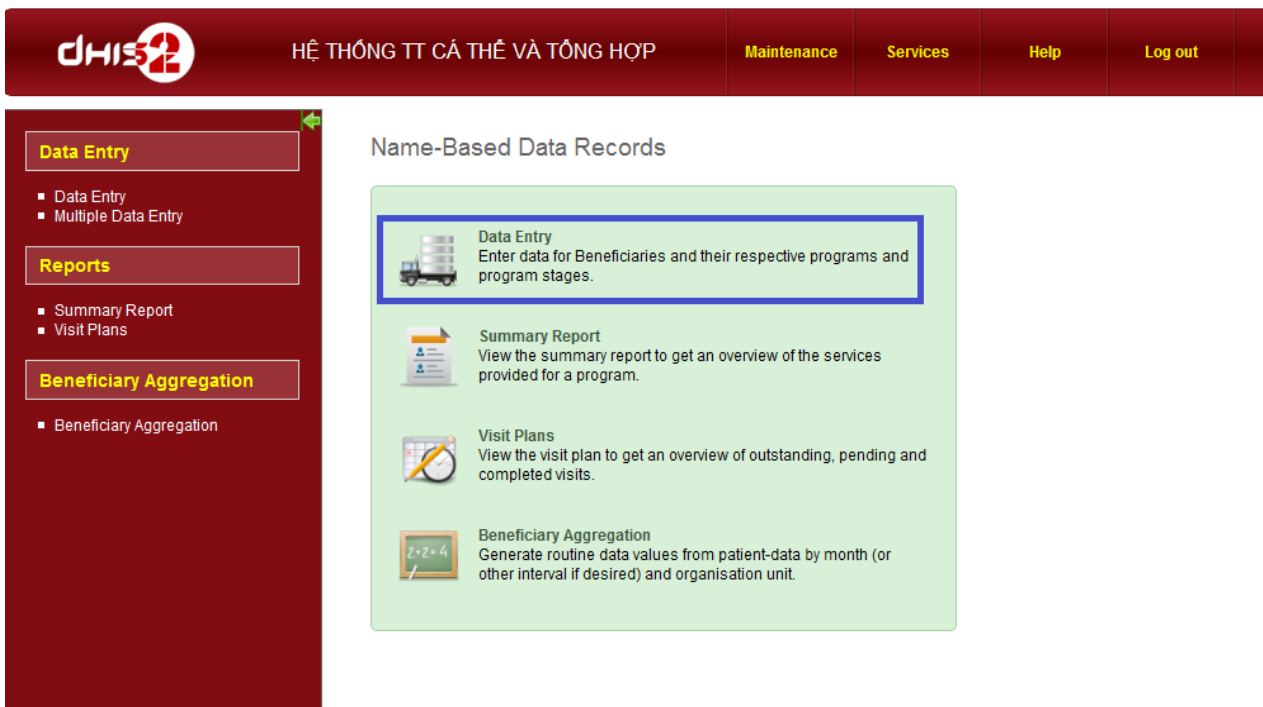 dHIS2
HỆ THỐNG TT CÁ THỂ VÀ TỔNG HỢP
Maintenance
Services
Help
Log out
Data Entry
Data Entry
Multiple Data Entry
Reports
Summary Report
Visit Plans
Beneficiary Aggregation
Beneficiary Aggregation
Name-Based Data Records
Data Entry
Enter data for Beneficiaries and their respective programs and
program stages.
Summary Report
View the summary report to get an overview of the services
provided for a program.
Visit Plans
View the visit plan to get an overview of outstanding, pending and
completed visits.
2+2=4
Beneficiary Aggregation
Generate routine data values from patient-data by month (or
other interval if desired) and organisation unit.